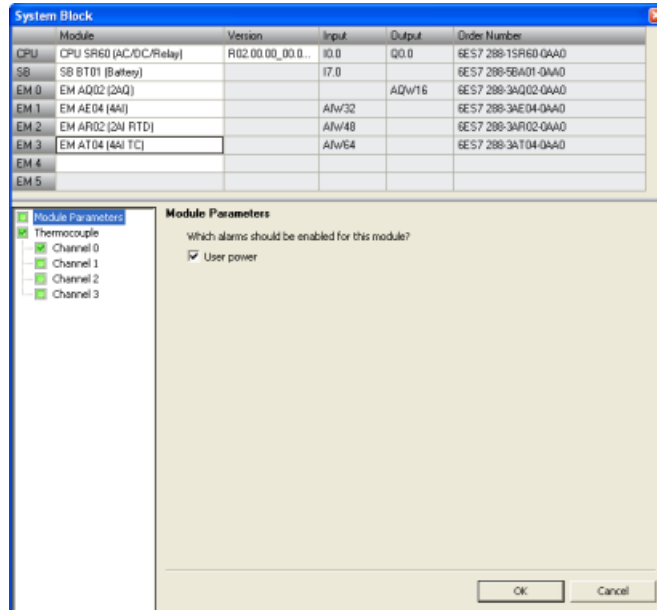 System Block
Module Version Input Output Order Number
CPU CPU SR60 (AC/DC/Relay) R02.00.00_00.0... I0.0 Q0.0 6ES7 288-1SR60-0AA0
SB SB BT01 (Battery) I7.0 6ES7 288-5BA01-0AA0
EM 0 EM AQ02 (2AQ) AQW16 6ES7 288-3AQ02-0AA0
EM 1 EM AE04 (4AI) AIW32 6ES7 288-3AE04-0AA0
EM 2 EM AR02 (2AI RTD) AIW48 6ES7 288-3AR02-0AA0
EM 3 EM AT04 (4AI TC) AIW64 6ES7 288-3AT04-0AA0
EM 4
EM 5
Module Parameters
Thermocouple
Channel 0
Channel 1
Channel 2
Channel 3
Module Parameters
Which alarms should be enabled for this module?
User power
OK Cancel